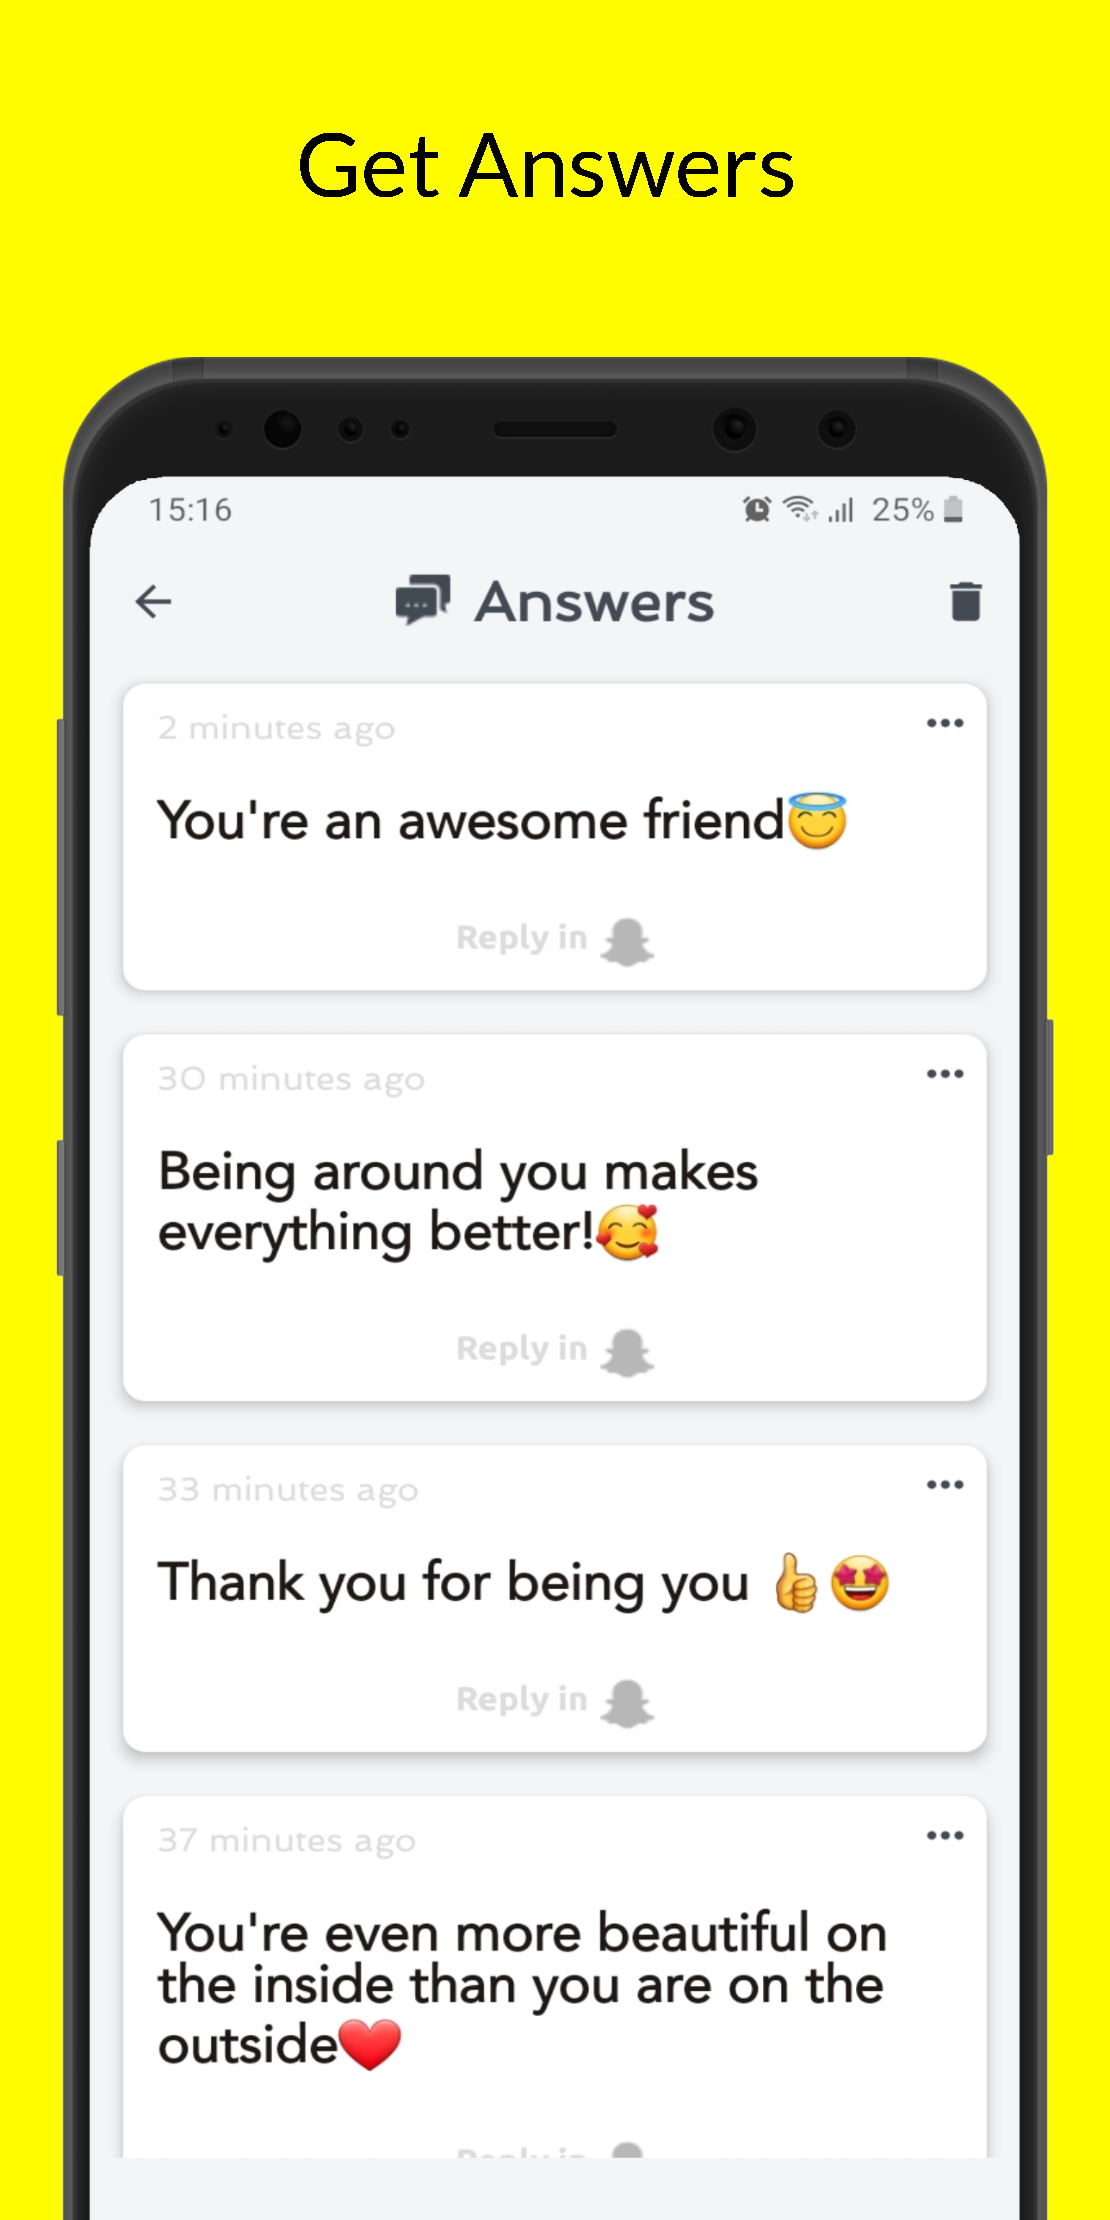 Get Answers
15:16
25%
Answers
2 minutes ago
You're an awesome friend😇
Reply in
30 minutes ago
Being around you makes
everything better!🥰
Reply in
33 minutes ago
Thank you for being you 👍🤩
Reply in
37 minutes ago
You're even more beautiful on
the inside than you are on the
outside❤️
Reply in